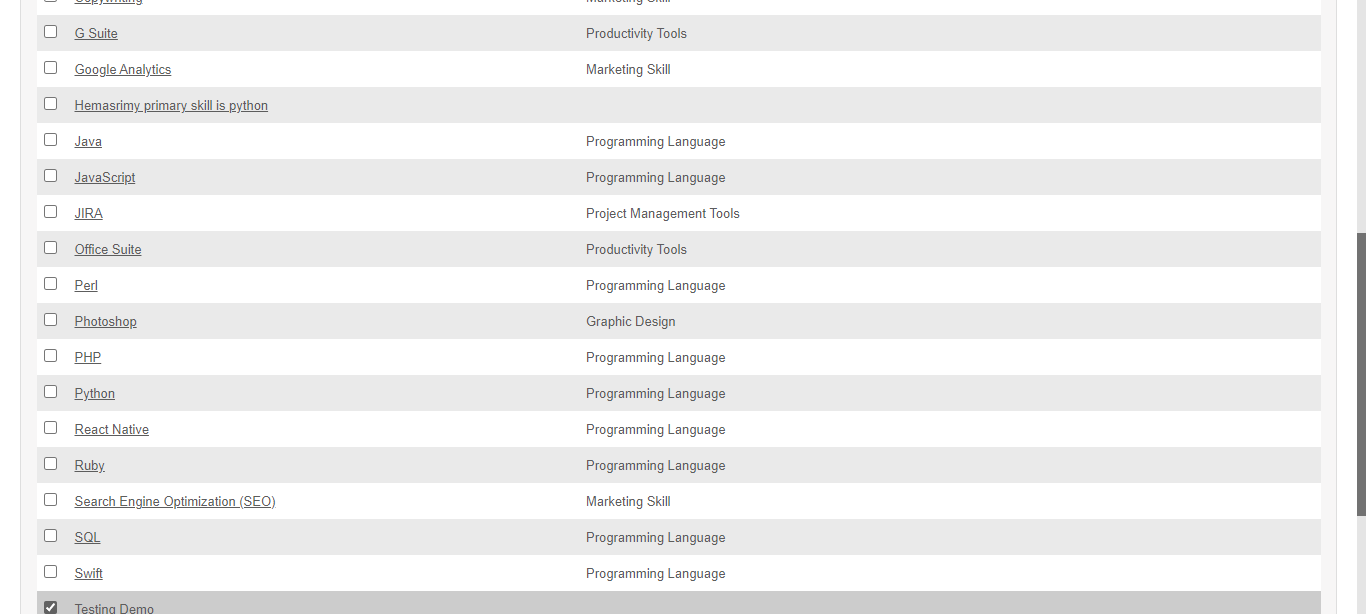 Copywriting Marketing Skill
G Suite Productivity Tools
Google Analytics Marketing Skill
Hemasrimy primary skill is python
Java Programming Language
JavaScript Programming Language
JIRA Project Management Tools
Office Suite Productivity Tools
Perl Programming Language
Photoshop Graphic Design
PHP Programming Language
Python Programming Language
React Native Programming Language
Ruby Programming Language
Search Engine Optimization (SEO) Marketing Skill
SQL Programming Language
Swift Programming Language
Testing Demo